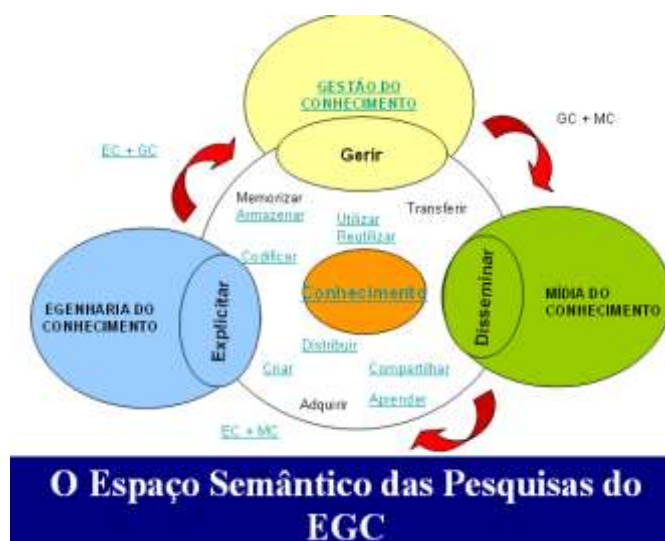 GESTÃO DO
CONHECIMENTO
GC + MC
EC + GC
Gerir
Memorizar
Armazenar
Utilizar
Reutilizar
Transferir
Codificar
EGENHARIA DO
CONHECIMENTO
Explicitar
Conhecimento
Disseminar
MÍDIA DO
CONHECIMENTO
Distribuir
Criar
Compartilhar
Adquirir
Aprender
EC + MC
O Espaço Semântico das Pesquisas do
EGC